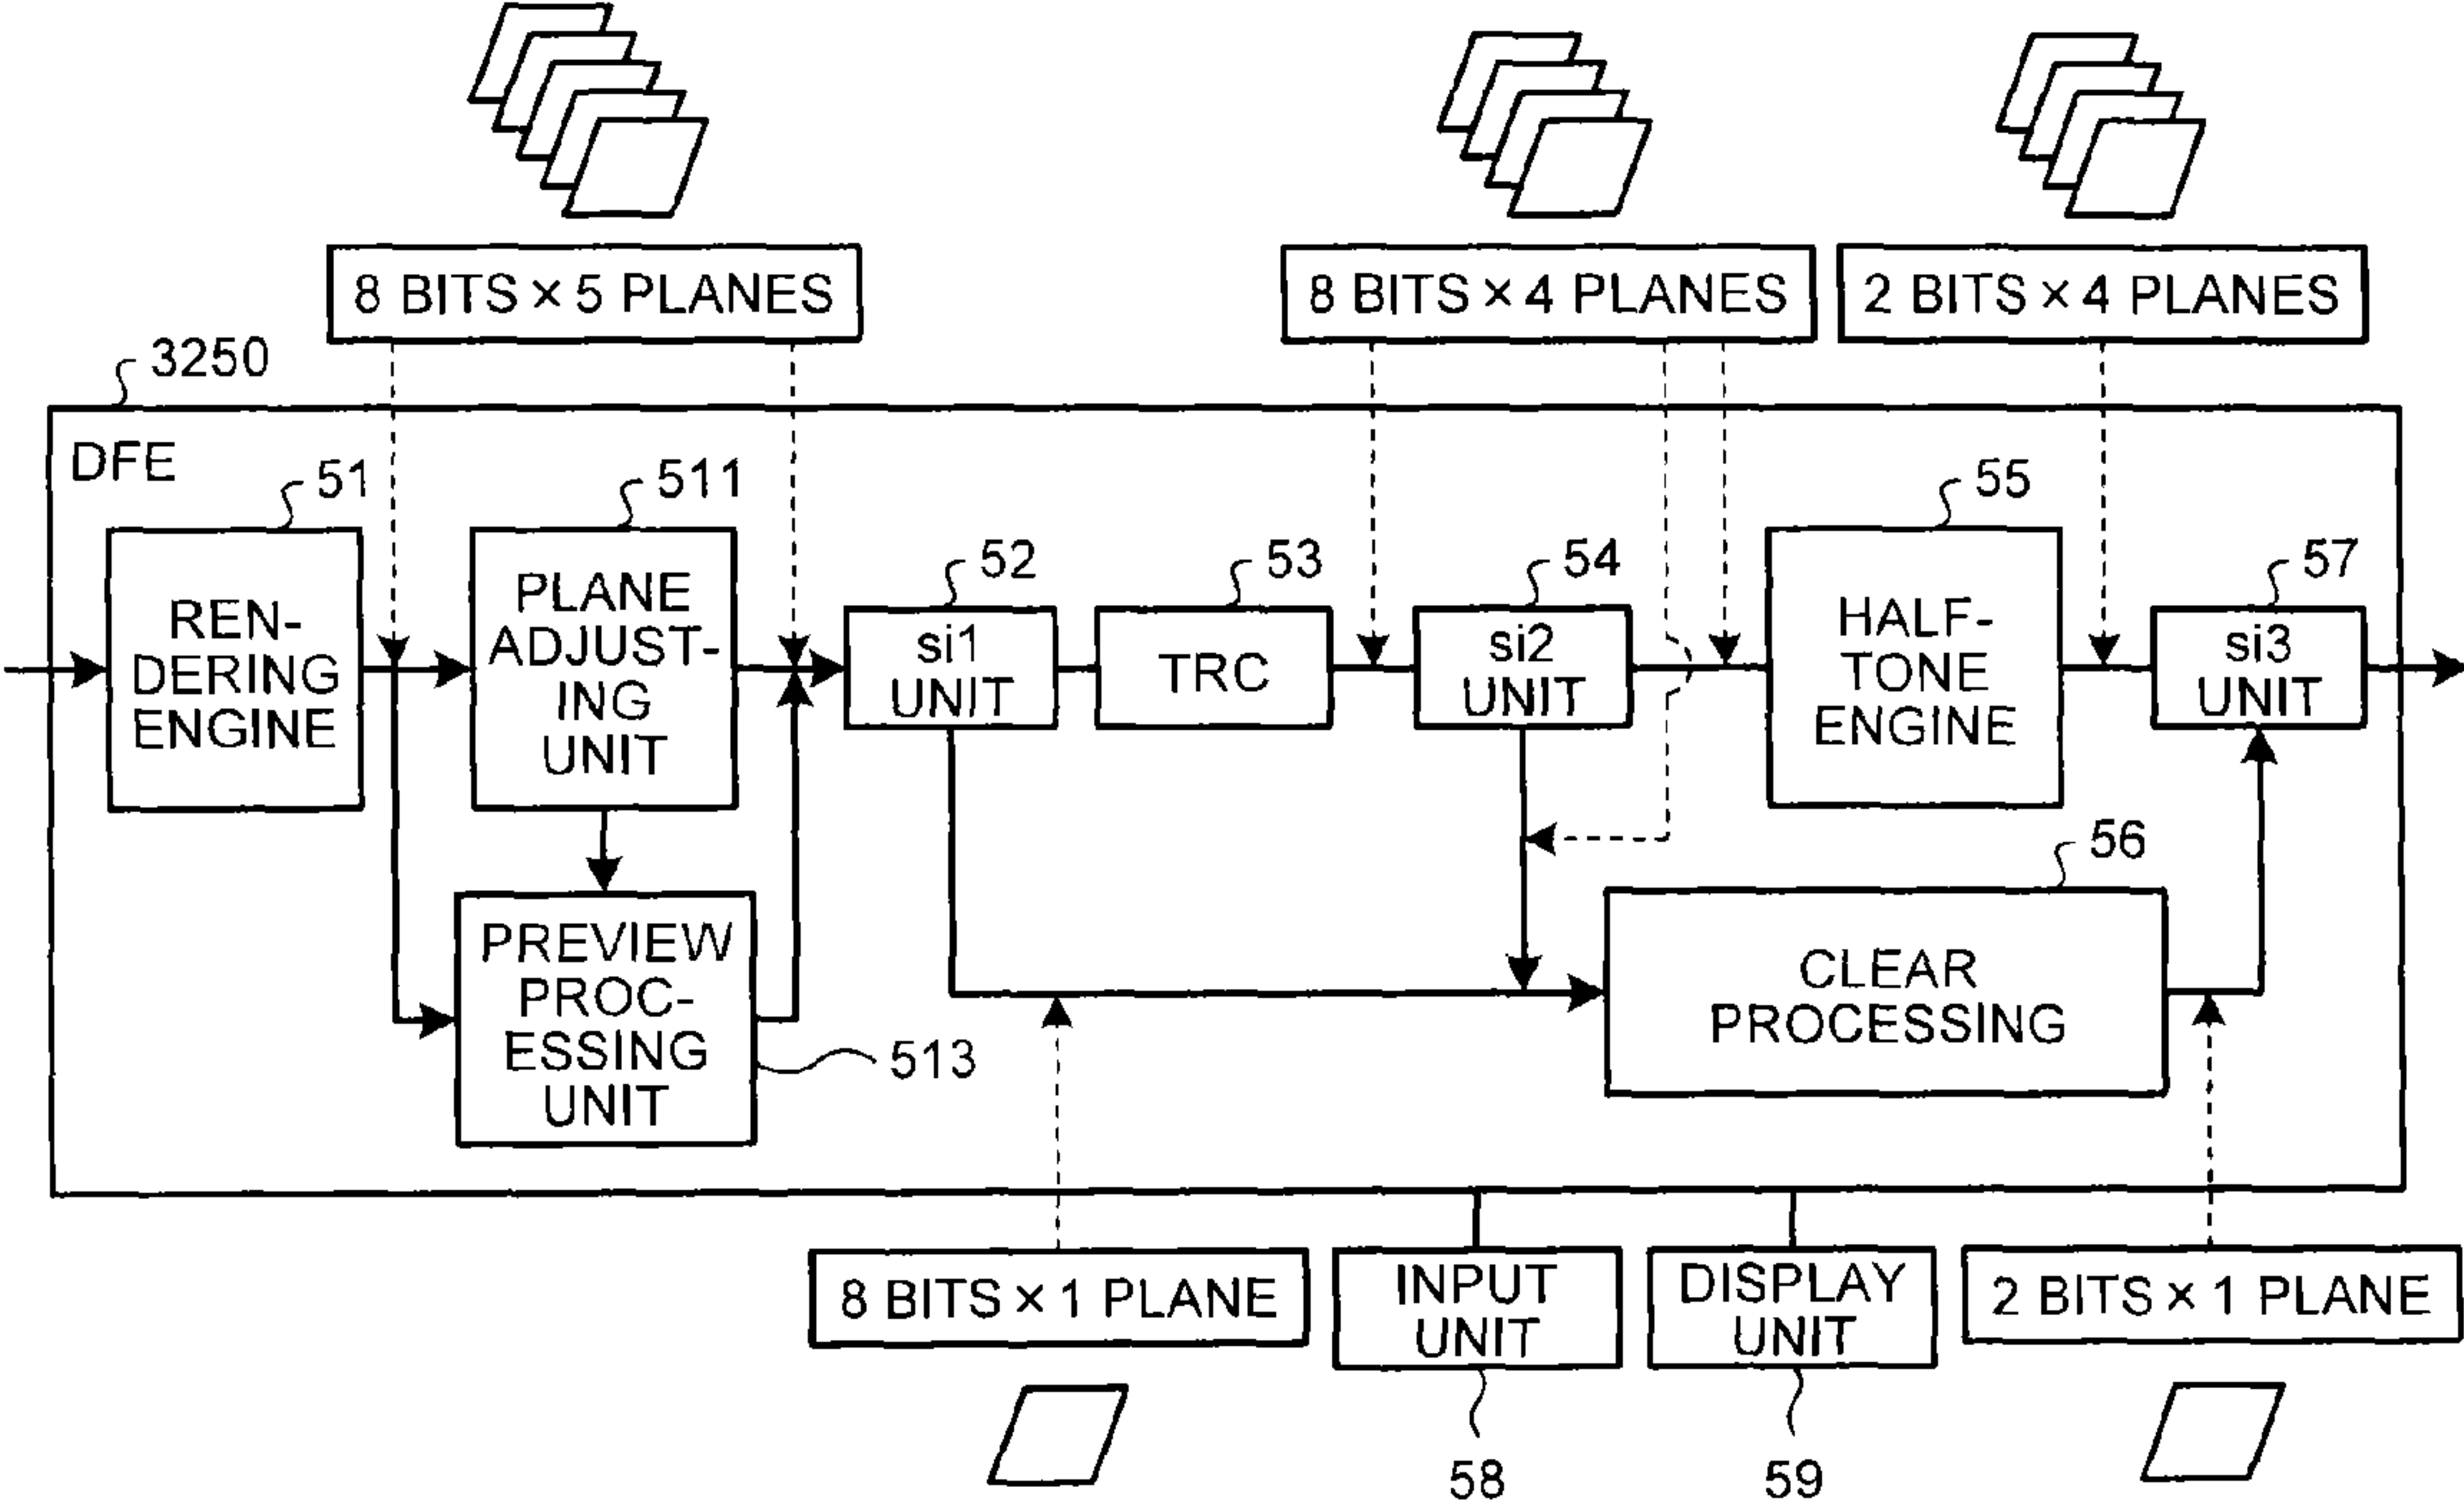 8 BITS × 5 PLANES
8 BITS × 4 PLANES
2 BITS × 4 PLANES
3250
DFE
51
511
52
53
54
55
57
REN-
DERING
ENGINE
PLANE
ADJUST-
ING
UNIT
si1
UNIT
TRC
si2
UNIT
HALF-
TONE
ENGINE
si3
UNIT
56
PREVIEW
PROC-
ESSING
UNIT
513
CLEAR
PROCESSING
8 BITS × 1 PLANE
INPUT
UNIT
DISPLAY
UNIT
2 BITS × 1 PLANE
58
59